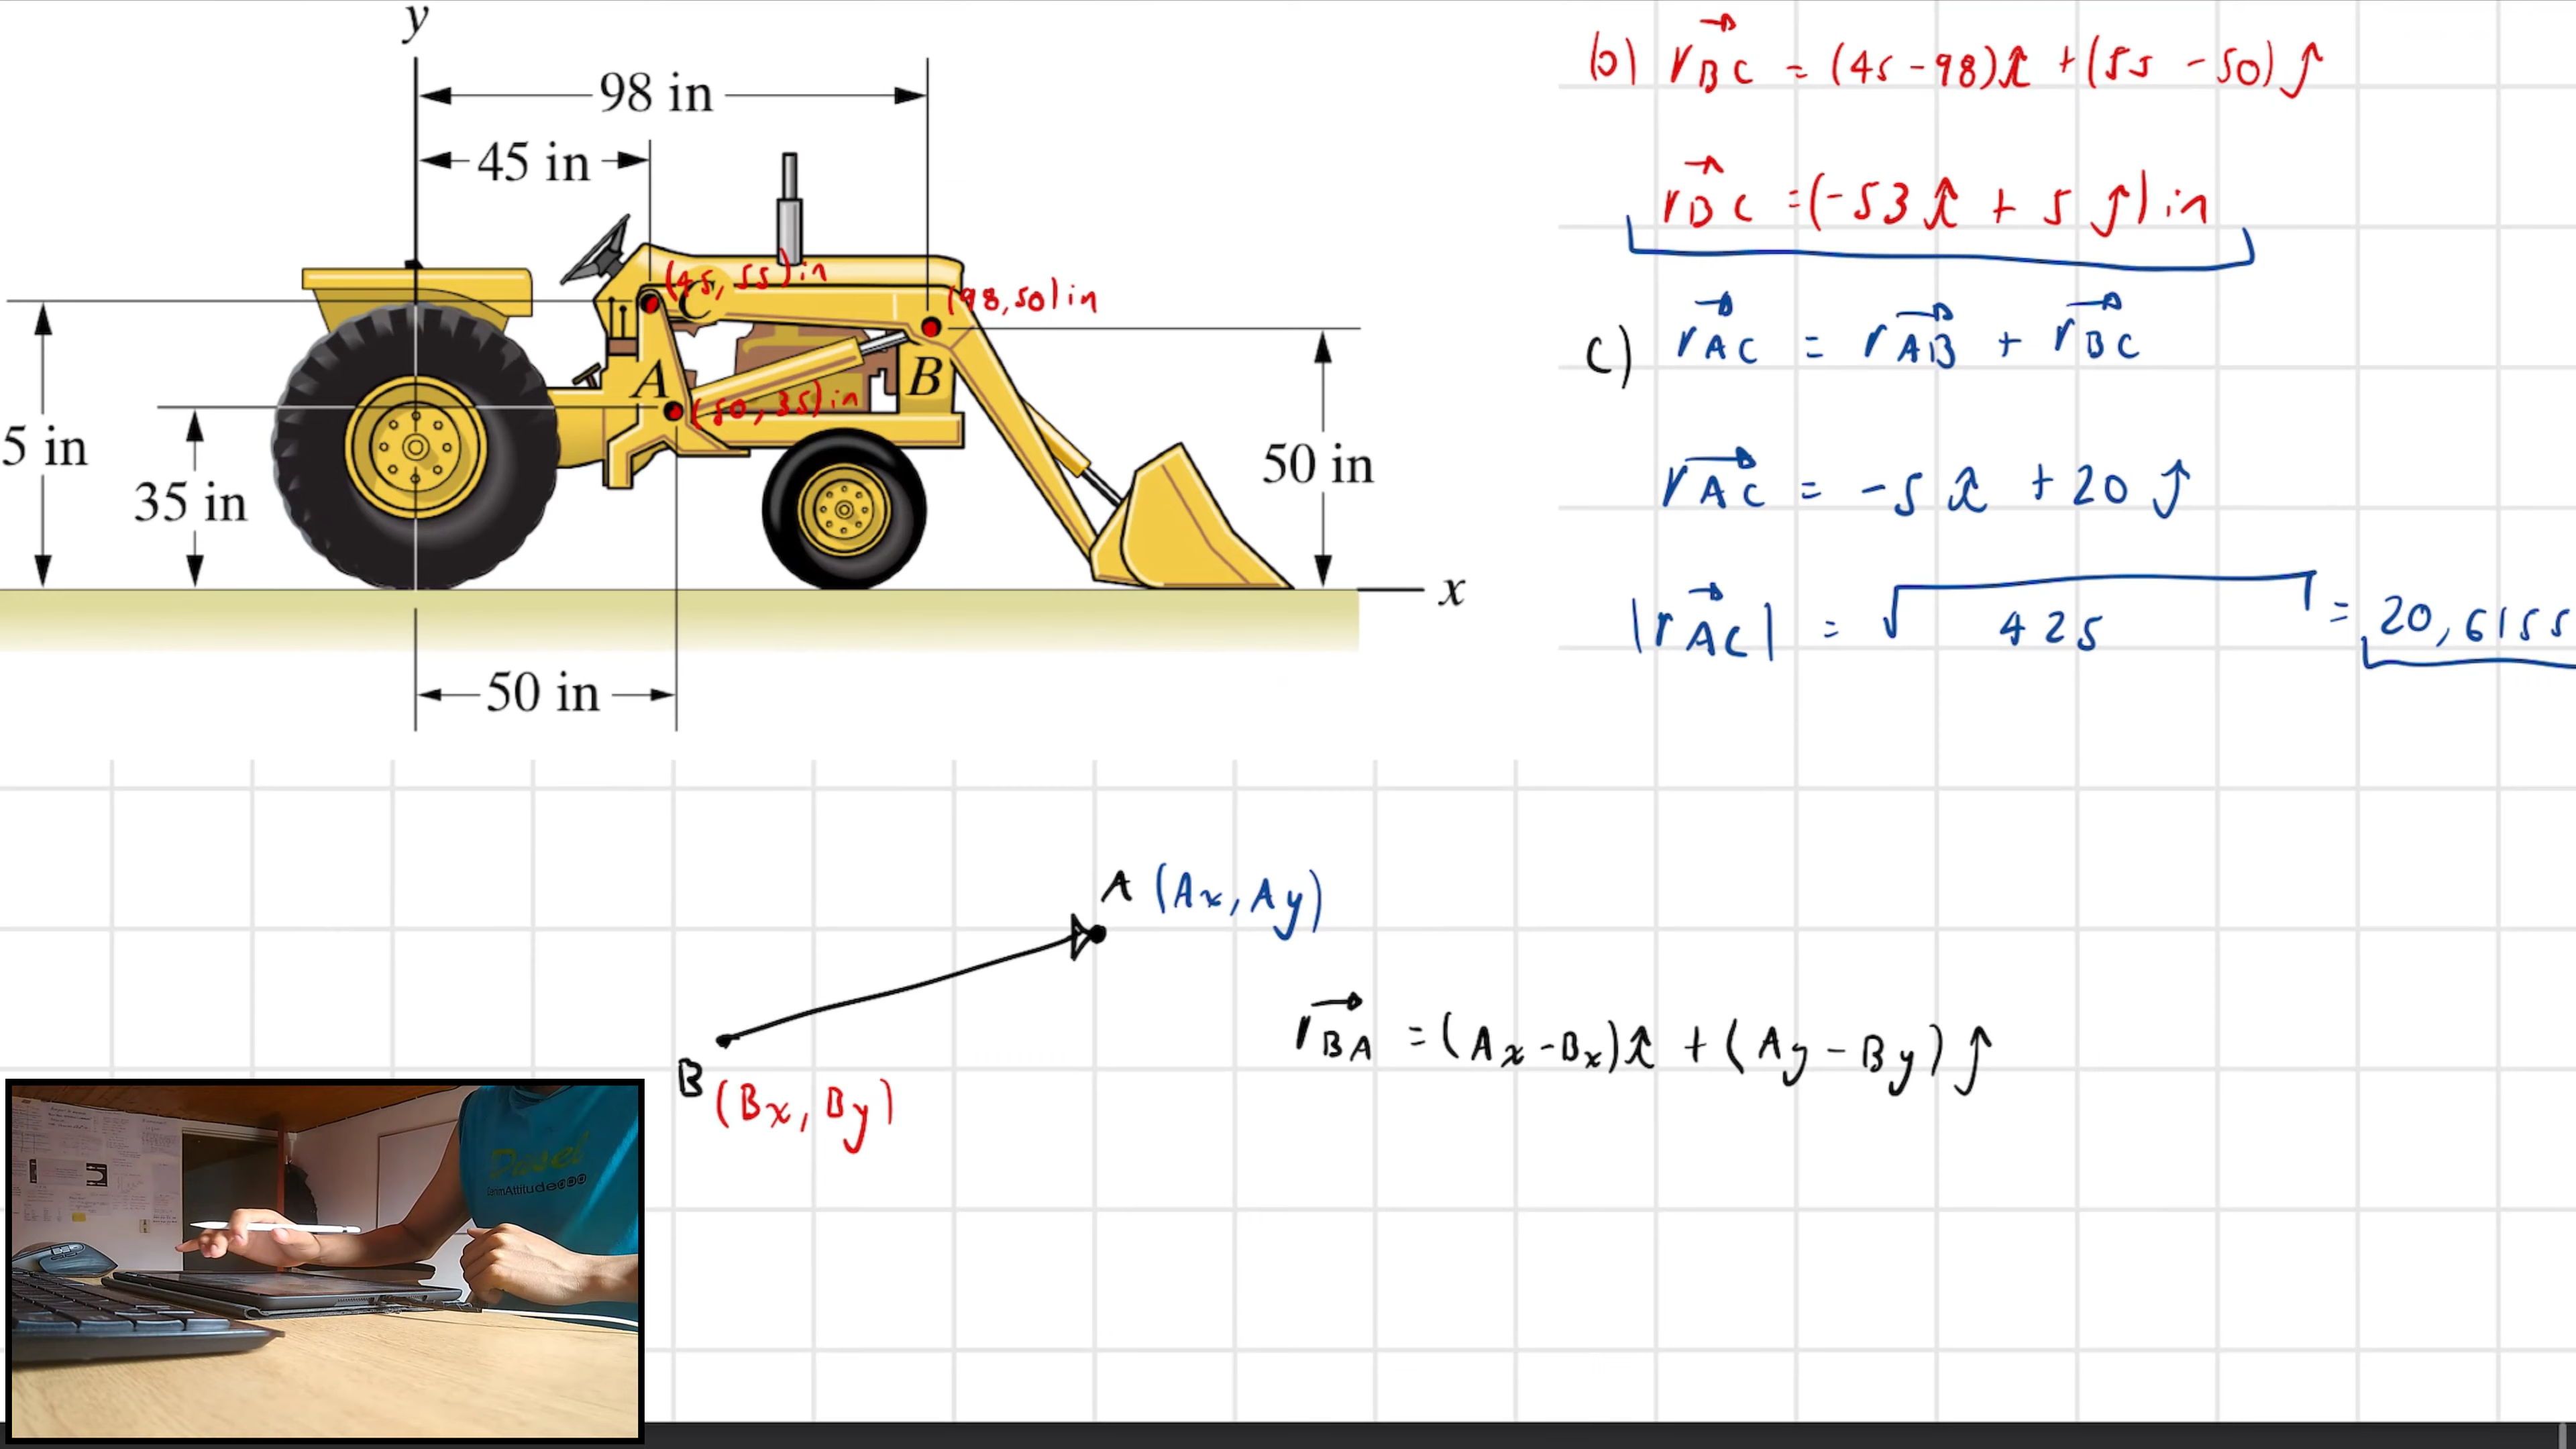 y
98 in
45 in
(45, 55) in
C
(98,50) in
A
B
(50, 35) in
5 in
35 in
50 in
x
50 in
b) r⃗BC = (45 - 98) î + (55 - 50) ĵ
r⃗BC = (-53 î + 5 ĵ) in
c) r⃗AC = r⃗AB + r⃗BC
r⃗AC = -5 î + 20 ĵ
|r⃗AC| = √425 = 20,6155
A (Ax, Ay)
B (Bx, By)
r⃗BA = (Ax - Bx) î + (Ay - By) ĵ
Diesel